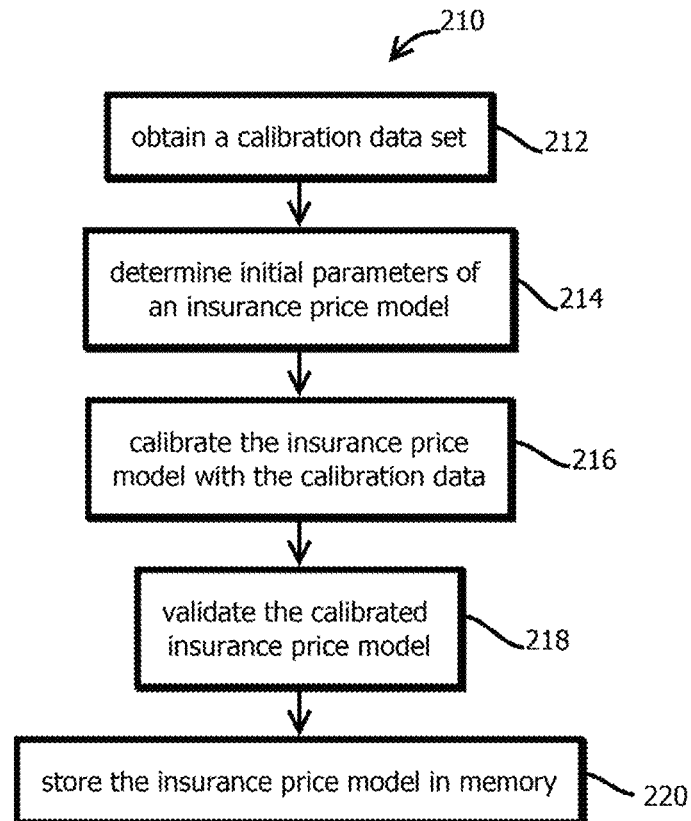 210
obtain a calibration data set
212
determine initial parameters of
an insurance price model
214
calibrate the insurance price
model with the calibration data
216
validate the calibrated
insurance price model
218
store the insurance price model in memory
220